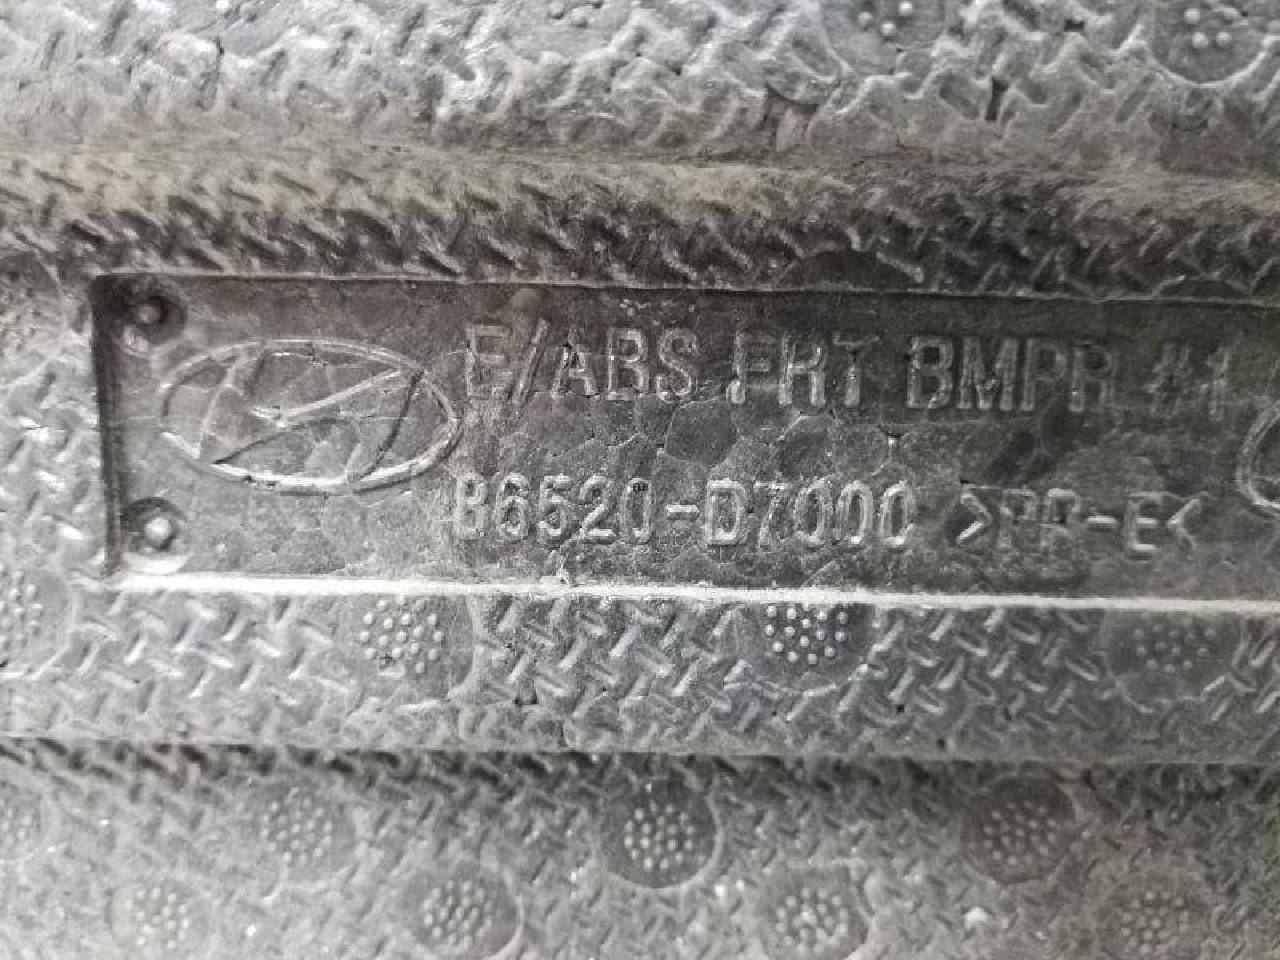 E/ABS FRT BMPR #1
86520-D7000 >PP-E<